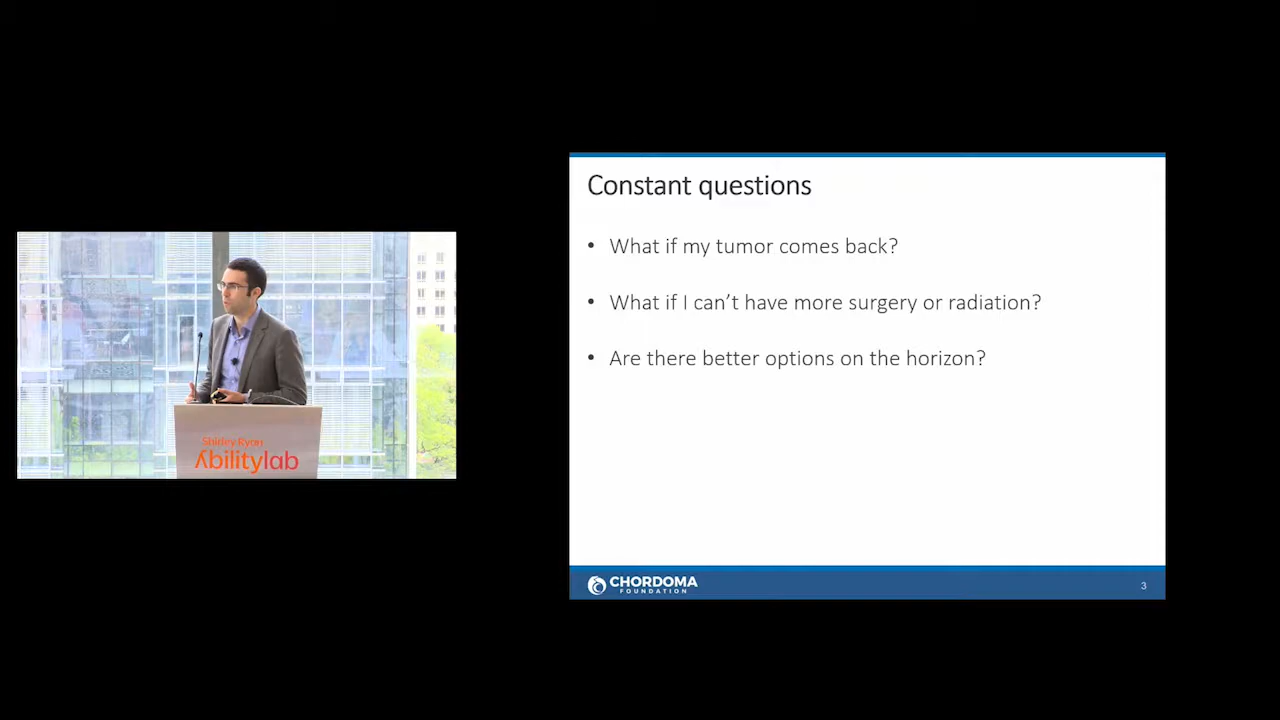 Constant questions
• What if my tumor comes back?
• What if I can’t have more surgery or radiation?
• Are there better options on the horizon?
CHORDOMA
FOUNDATION
3
Shirley Ryan
Abilitylab